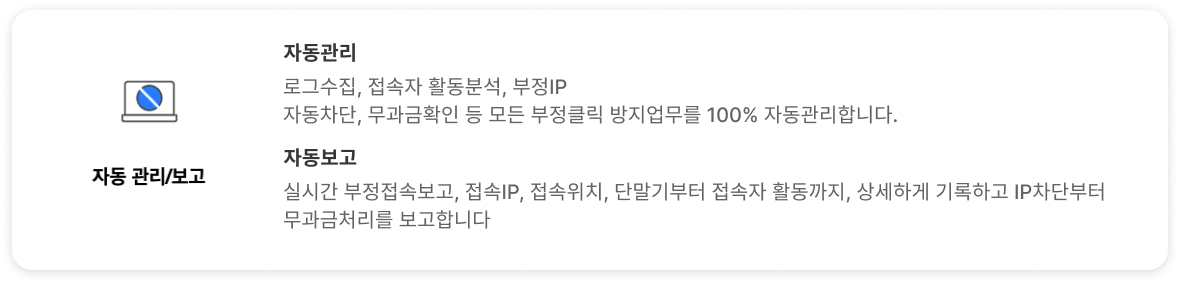 자동 관리/보고
자동관리
로그수집, 접속자 활동분석, 부정IP
자동차단, 무과금확인 등 모든 부정클릭 방지업무를 100% 자동관리합니다.
자동보고
실시간 부정접속보고, 접속IP, 접속위치, 단말기부터 접속자 활동까지, 상세하게 기록하고 IP차단부터
무과금처리를 보고합니다